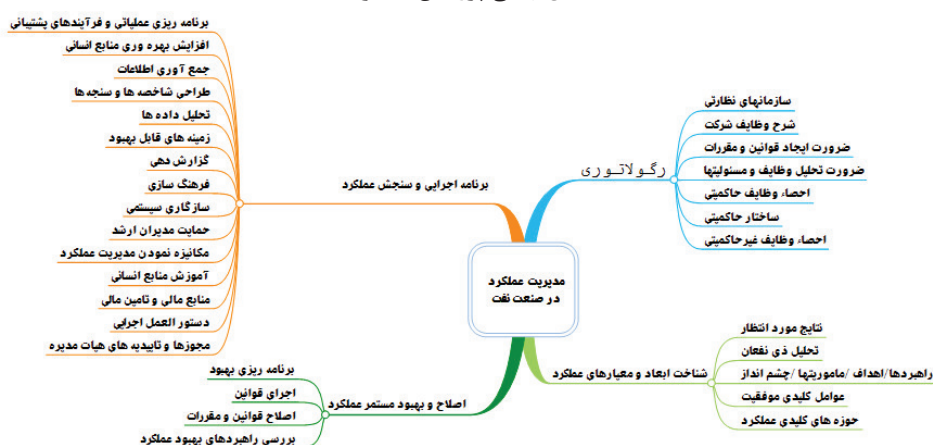 مدیریت عملکرد
در صنعت نفت
رگولاتوری
سازمانهای نظارتی
شرح وظایف شرکت
ضرورت ایجاد قوانین و مقررات
ضرورت تحلیل وظایف و مسئولیتها
احصاء وظایف حاکمیتی
ساختار حاکمیتی
احصاء وظایف غیرحاکمیتی
شناخت ابعاد و معیارهای عملکرد
نتایج مورد انتظار
تحلیل ذی نفعان
راهبردها/اهداف /ماموریتها /چشم انداز
عوامل کلیدی موفقیت
حوزه های کلیدی عملکرد
برنامه اجرایی و سنجش عملکرد
برنامه ریزی عملیاتی و فرآیندهای پشتیبانی
افزایش بهره وری منابع انسانی
جمع آوری اطلاعات
طراحی شاخصه ها و سنجه ها
تحلیل داده ها
زمینه های قابل بهبود
گزارش دهی
فرهنگ سازی
سازگاری سیستمی
حمایت مدیران ارشد
مکانیزه نمودن مدیریت عملکرد
آموزش منابع انسانی
منابع مالی و تامین مالی
دستور العمل اجرایی
مجوزها و تاییدیه های هیات مدیره
اصلاح و بهبود مستمر عملکرد
برنامه ریزی بهبود
اجرای قوانین
اصلاح قوانین و مقررات
بررسی راهبردهای بهبود عملکرد